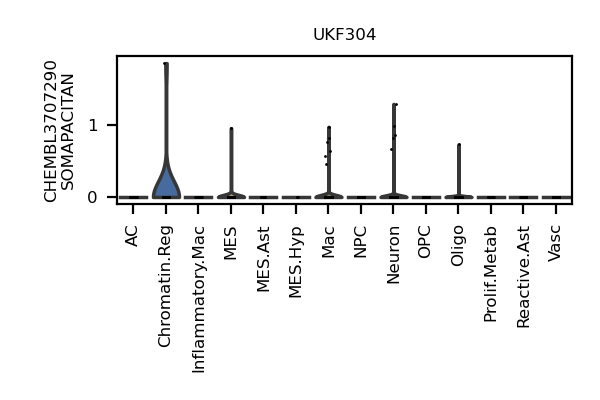 UKF304
CHEMBL3707290
SOMAPACITAN
1
0
AC
Chromatin.Reg
Inflammatory.Mac
MES
MES.Ast
MES.Hyp
Mac
NPC
Neuron
OPC
Oligo
Prolif.Metab
Reactive.Ast
Vasc